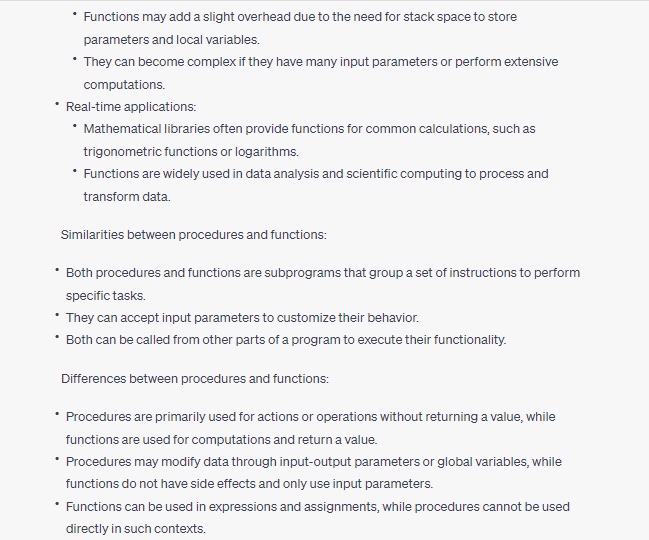 • Functions may add a slight overhead due to the need for stack space to store
parameters and local variables.
• They can become complex if they have many input parameters or perform extensive
computations.
• Real-time applications:
• Mathematical libraries often provide functions for common calculations, such as
trigonometric functions or logarithms.
• Functions are widely used in data analysis and scientific computing to process and
transform data.
Similarities between procedures and functions:
• Both procedures and functions are subprograms that group a set of instructions to perform
specific tasks.
• They can accept input parameters to customize their behavior.
• Both can be called from other parts of a program to execute their functionality.
Differences between procedures and functions:
• Procedures are primarily used for actions or operations without returning a value, while
functions are used for computations and return a value.
• Procedures may modify data through input-output parameters or global variables, while
functions do not have side effects and only use input parameters.
• Functions can be used in expressions and assignments, while procedures cannot be used
directly in such contexts.